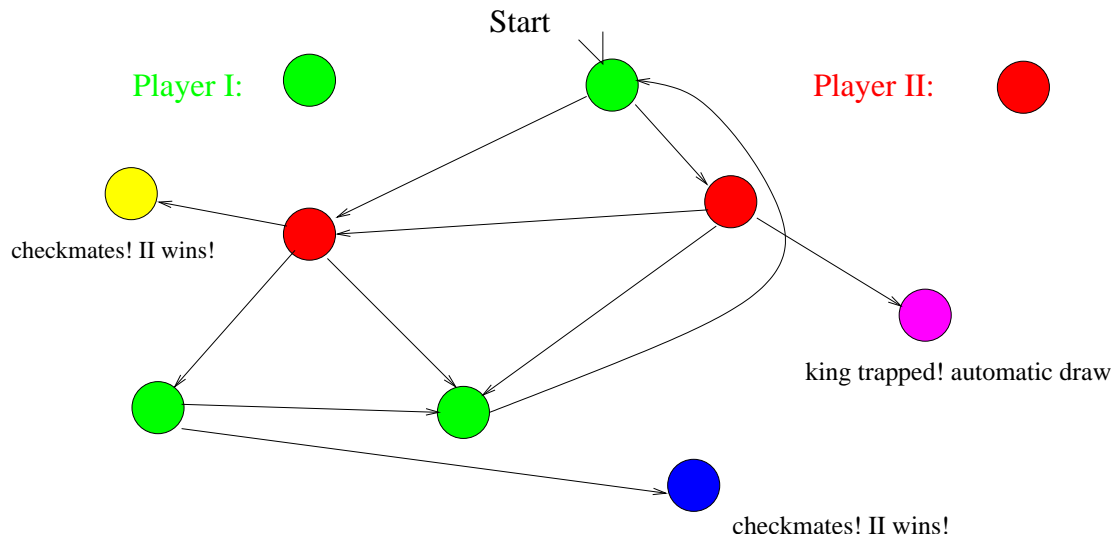 Start
Player I:
Player II:
checkmates! II wins!
king trapped! automatic draw
checkmates! II wins!